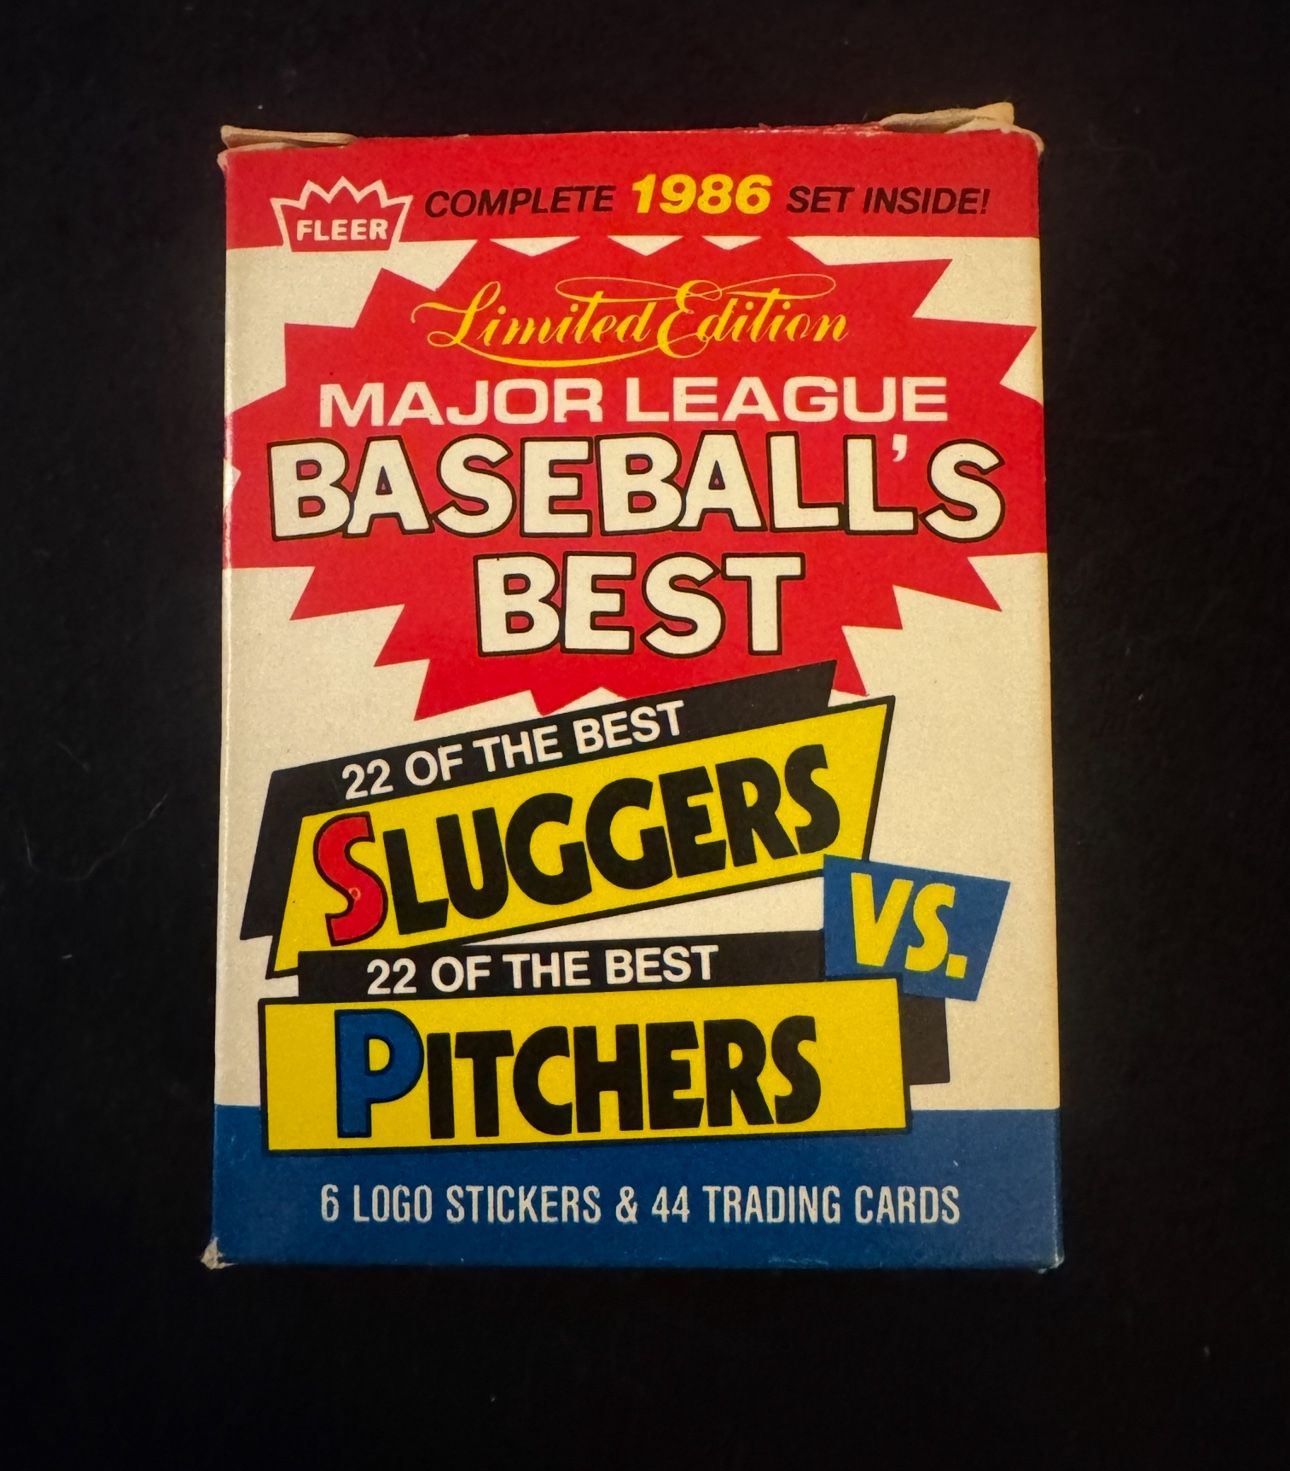 FLEER COMPLETE 1986 SET INSIDE!
Limited Edition
MAJOR LEAGUE
BASEBALL'S
BEST
22 OF THE BEST
SLUGGERS
VS.
22 OF THE BEST
PITCHERS
6 LOGO STICKERS & 44 TRADING CARDS